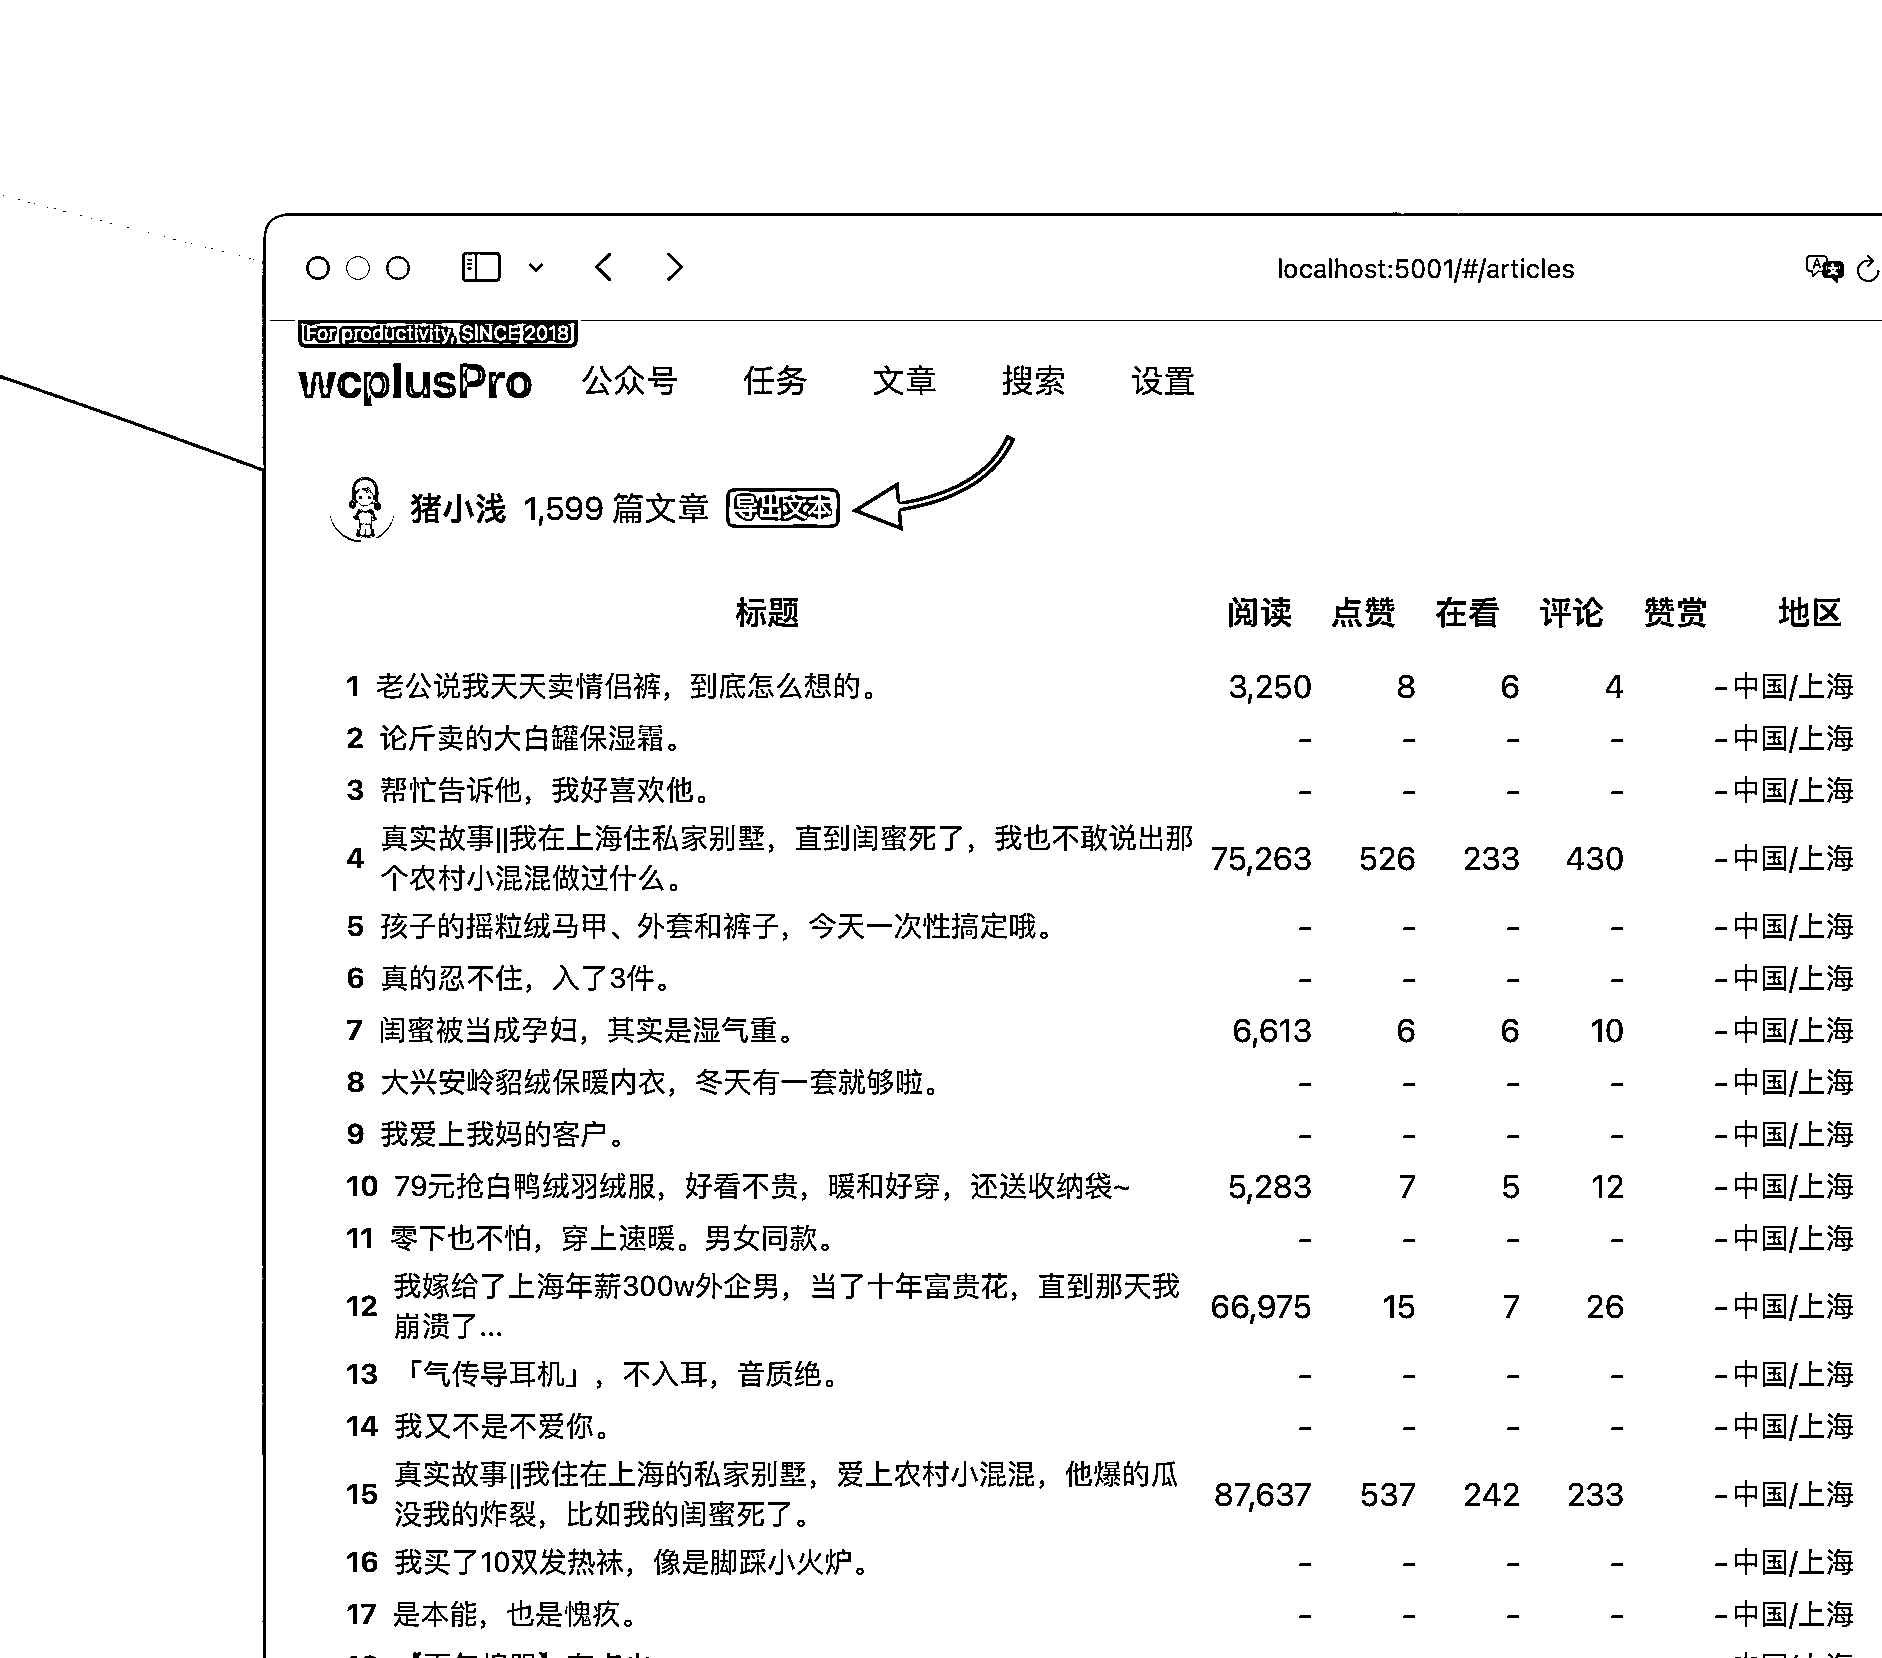 localhost:5001/#/articles
[For productivity, SINCE 2018]
wcplusPro 公众号 任务 文章 搜索 设置
猪小浅 1,599 篇文章 导出文本
标题 阅读 点赞 在看 评论 赞赏 地区
1 老公说我天天卖情侣裤，到底怎么想的。 3,250 8 6 4 – 中国/上海
2 论斤卖的大白罐保湿霜。 – – – – – 中国/上海
3 帮忙告诉他，我好喜欢他。 – – – – – 中国/上海
4 真实故事||我在上海住私家别墅，直到闺蜜死了，我也不敢说出那
个农村小混混做过什么。 75,263 526 233 430 – 中国/上海
5 孩子的摇粒绒马甲、外套和裤子，今天一次性搞定哦。 – – – – – 中国/上海
6 真的忍不住，入了3件。 – – – – – 中国/上海
7 闺蜜被当成孕妇，其实是湿气重。 6,613 6 6 10 – 中国/上海
8 大兴安岭貂绒保暖内衣，冬天有一套就够啦。 – – – – – 中国/上海
9 我爱上我妈的客户。 – – – – – 中国/上海
10 79元抢白鸭绒羽绒服，好看不贵，暖和好穿，还送收纳袋~ 5,283 7 5 12 – 中国/上海
11 零下也不怕，穿上速暖。男女同款。 – – – – – 中国/上海
12 我嫁给了上海年薪300w外企男，当了十年富贵花，直到那天我
崩溃了... 66,975 15 7 26 – 中国/上海
13 「气传导耳机」，不入耳，音质绝。 – – – – – 中国/上海
14 我又不是不爱你。 – – – – – 中国/上海
15 真实故事||我住在上海的私家别墅，爱上农村小混混，他爆的瓜
没我的炸裂，比如我的闺蜜死了。 87,637 537 242 233 – 中国/上海
16 我买了10双发热袜，像是脚踩小火炉。 – – – – – 中国/上海
17 是本能，也是愧疚。 – – – – – 中国/上海